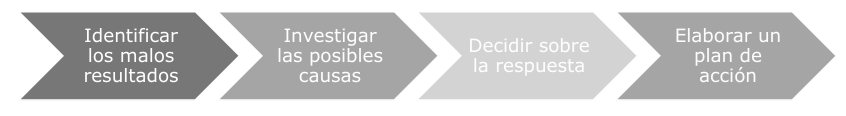 Identificar
los malos
resultados
Investigar
las posibles
causas
Decidir sobre
la respuesta
Elaborar un
plan de
acción